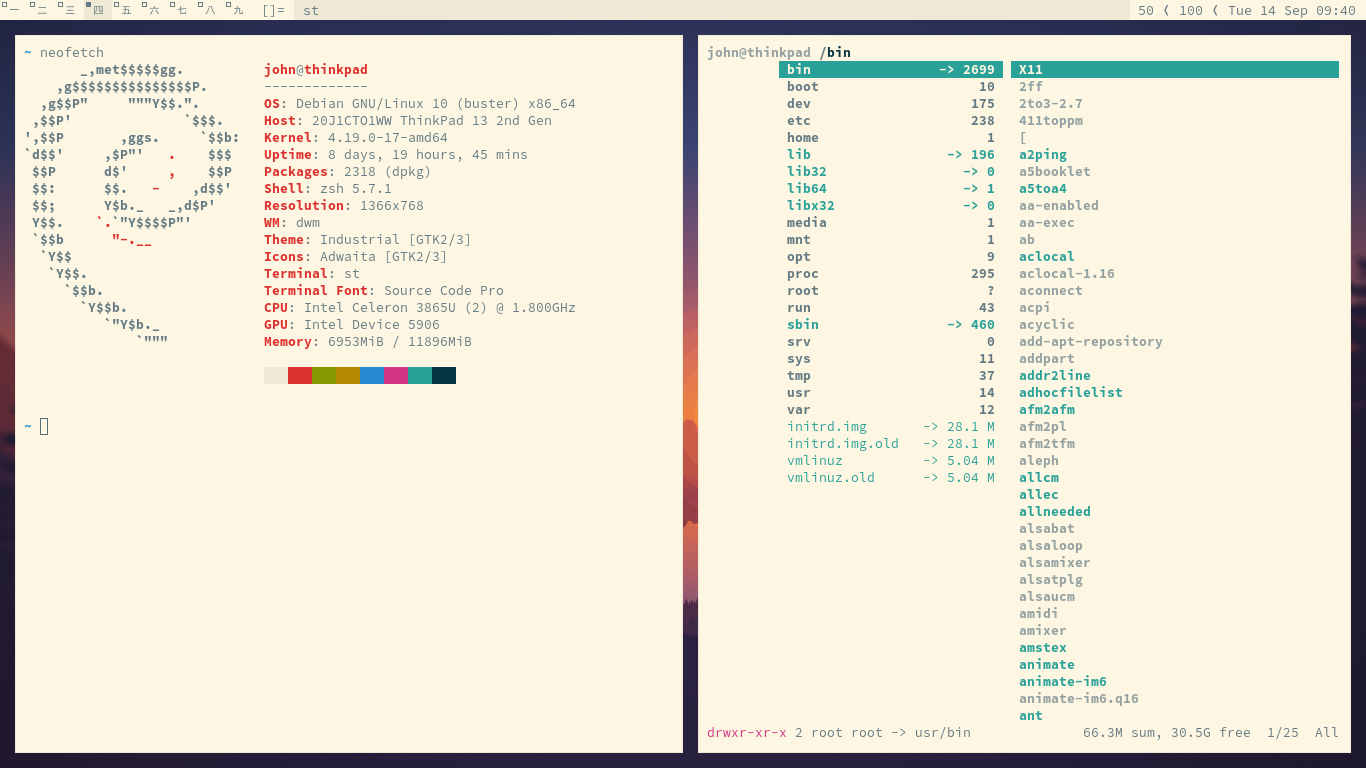 一 二 三 四 五 六 七 八 九 []= st 50 ❬ 100 ❬ Tue 14 Sep 09:40
~ neofetch
_,met$$$$$gg.
,g$$$$$$$$$$$$$$$P.
,g$$P"     """Y$$.".
,$$P'              `$$$.
',$$P       ,ggs.     `$$b:
`d$$'     ,$P"'   .    $$$
$$P      d$'     ,    $$P
$$:      $$.   -    ,d$$'
$$;      Y$b._   _,d$P'
Y$$.    `.`"Y$$$$P"'
`$$b      "-.__
`Y$$
`Y$$.
`$$b.
`Y$$b.
`"Y$b._
`"""
john@thinkpad
-------------
OS: Debian GNU/Linux 10 (buster) x86_64
Host: 20J1CTO1WW ThinkPad 13 2nd Gen
Kernel: 4.19.0-17-amd64
Uptime: 8 days, 19 hours, 45 mins
Packages: 2318 (dpkg)
Shell: zsh 5.7.1
Resolution: 1366x768
WM: dwm
Theme: Industrial [GTK2/3]
Icons: Adwaita [GTK2/3]
Terminal: st
Terminal Font: Source Code Pro
CPU: Intel Celeron 3865U (2) @ 1.800GHz
GPU: Intel Device 5906
Memory: 6953MiB / 11896MiB
~
john@thinkpad /bin
bin -> 2699
boot 10
dev 175
etc 238
home 1
lib -> 196
lib32 -> 0
lib64 -> 1
libx32 -> 0
media 1
mnt 1
opt 9
proc 295
root ?
run 43
sbin -> 460
srv 0
sys 11
tmp 37
usr 14
var 12
initrd.img -> 28.1 M
initrd.img.old -> 28.1 M
vmlinuz -> 5.04 M
vmlinuz.old -> 5.04 M
X11
2ff
2to3-2.7
411toppm
[
a2ping
a5booklet
a5toa4
aa-enabled
aa-exec
ab
aclocal
aclocal-1.16
aconnect
acpi
acyclic
add-apt-repository
addpart
addr2line
adhocfilelist
afm2afm
afm2pl
afm2tfm
aleph
allcm
allec
allneeded
alsabat
alsaloop
alsamixer
alsatplg
alsaucm
amidi
amixer
amstex
animate
animate-im6
animate-im6.q16
ant
drwxr-xr-x 2 root root -> usr/bin 66.3M sum, 30.5G free 1/25 All